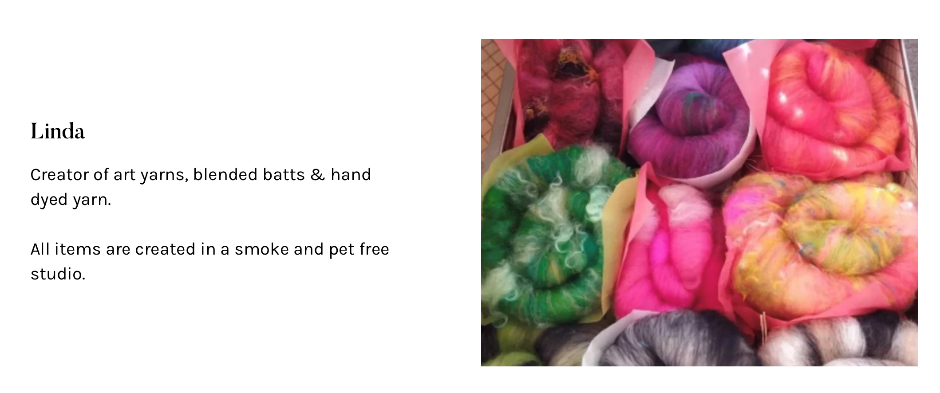 Linda
Creator of art yarns, blended batts & hand
dyed yarn.
All items are created in a smoke and pet free
studio.